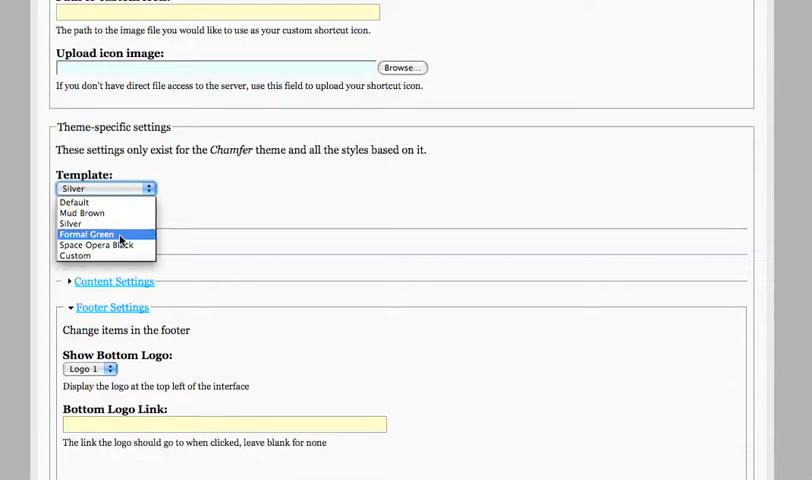 The path to the image file you would like to use as your custom shortcut icon.
Upload icon image:
Browse...
If you don't have direct file access to the server, use this field to upload your shortcut icon.
Theme-specific settings
These settings only exist for the Chamfer theme and all the styles based on it.
Template:
Silver
Default
Mud Brown
Silver
Formal Green
Space Opera Black
Custom
Content Settings
Footer Settings
Change items in the footer
Show Bottom Logo:
Logo 1
Display the logo at the top left of the interface
Bottom Logo Link:
The link the logo should go to when clicked, leave blank for none